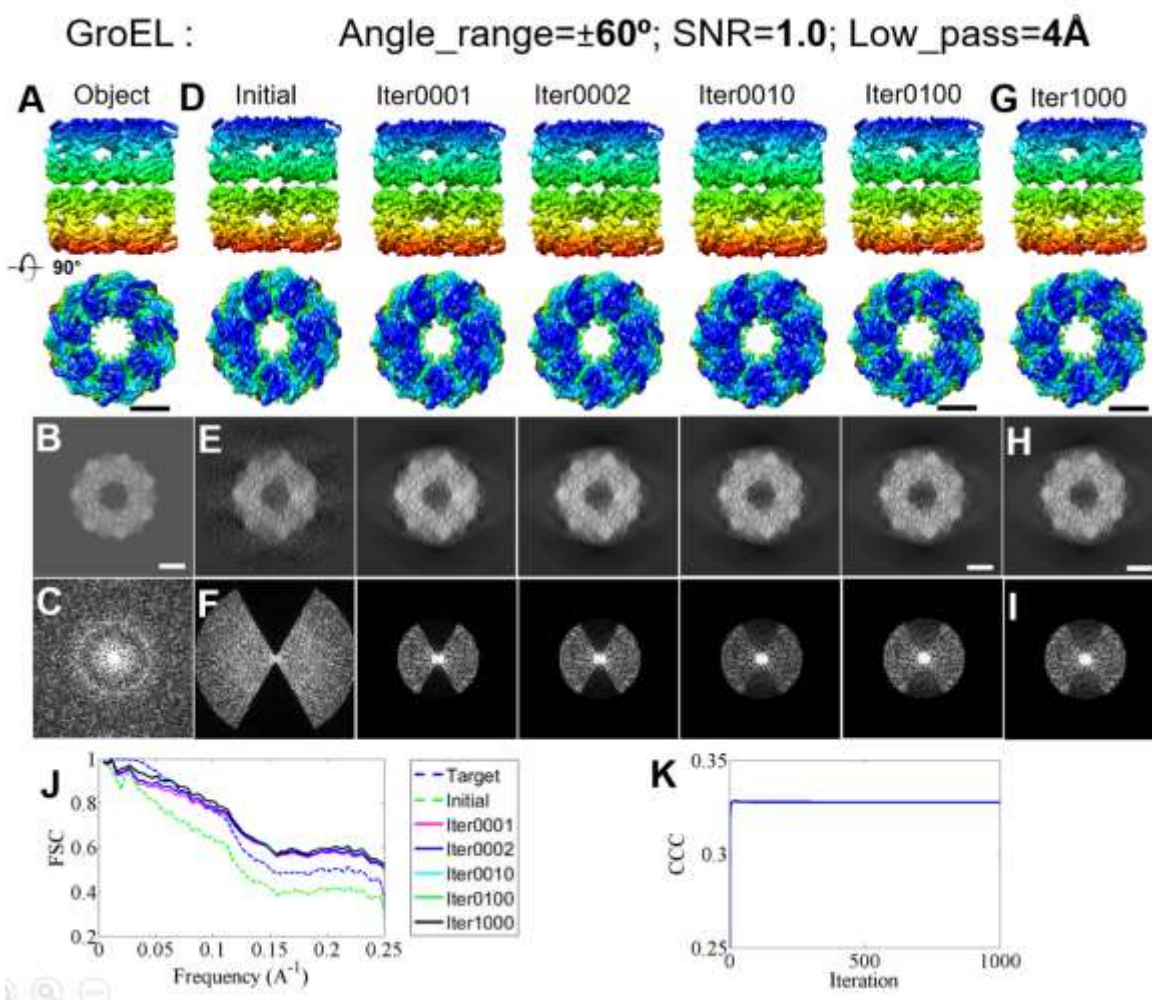 GroEL : Angle_range=±60º; SNR=1.0; Low_pass=4Å
A Object D Initial Iter0001 Iter0002 Iter0010 Iter0100 G Iter1000
90°
B E H
C F I
J
1
0.8
0.6
0.4
0.2
FSC
0 0.05 0.1 0.15 0.2 0.25
Frequency (A⁻¹)
Target
Initial
Iter0001
Iter0002
Iter0010
Iter0100
Iter1000
K
0.35
0.3
0.25
CCC
0 500 1000
Iteration